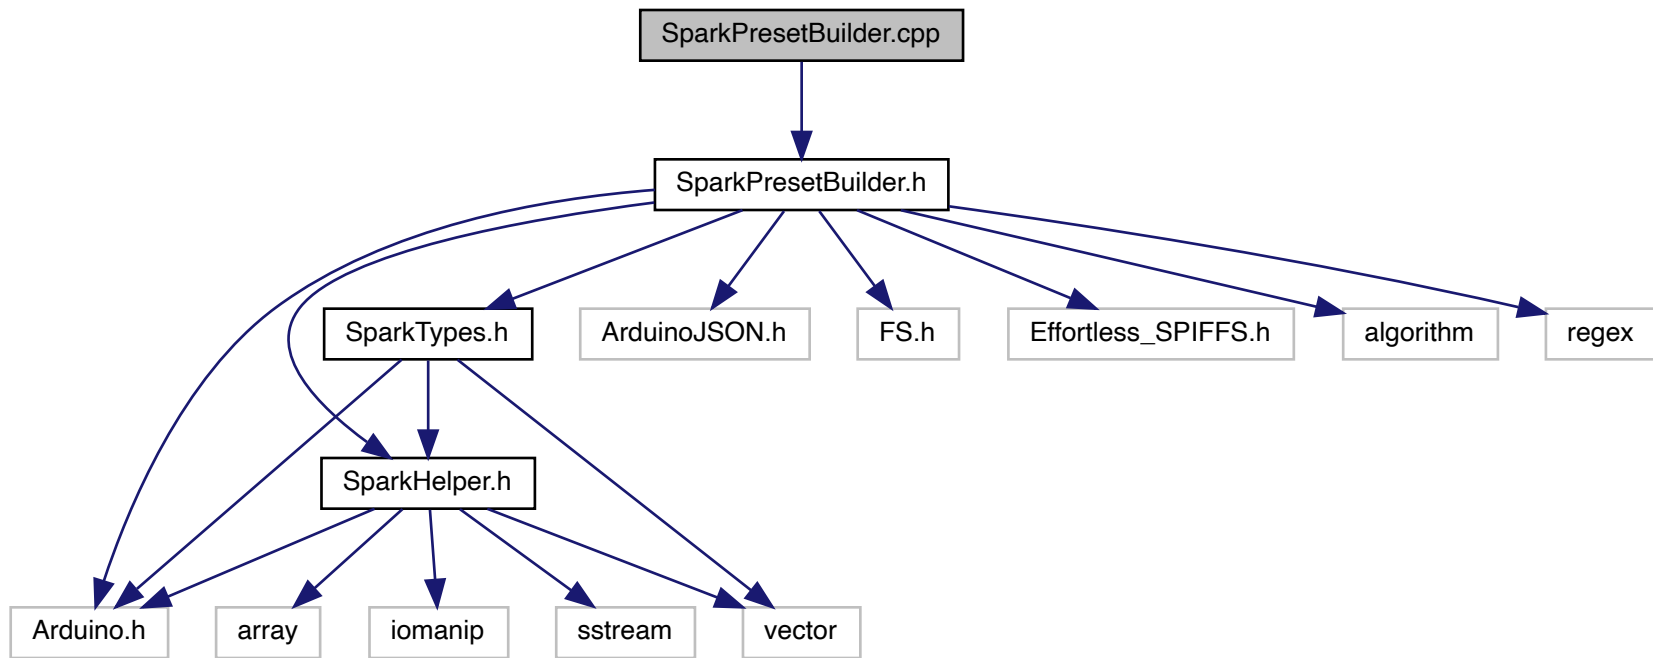 SparkPresetBuilder.cpp
SparkPresetBuilder.h
SparkTypes.h
ArduinoJSON.h
FS.h
Effortless_SPIFFS.h
algorithm
regex
SparkHelper.h
Arduino.h
array
iomanip
sstream
vector